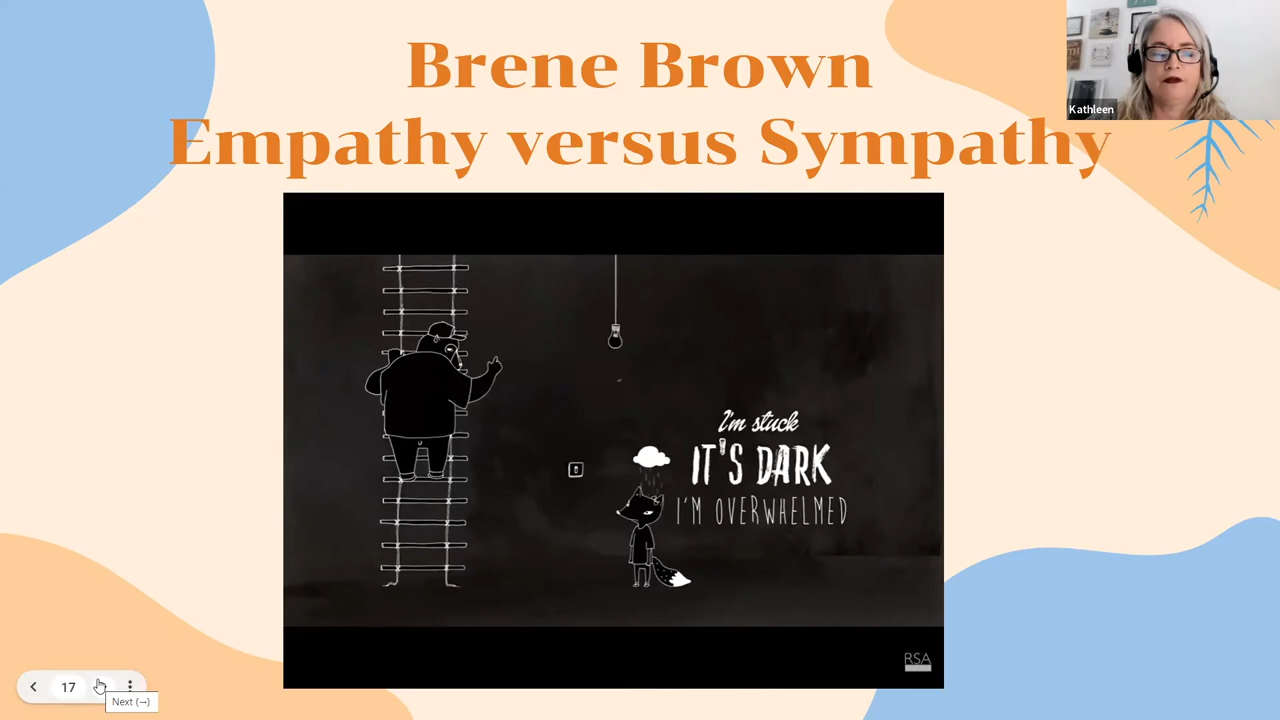 Brene Brown
Empathy versus Sympathy
Kathleen
I'm stuck
IT'S DARK
I'M OVERWHELMED
RSA
17
Next (→)